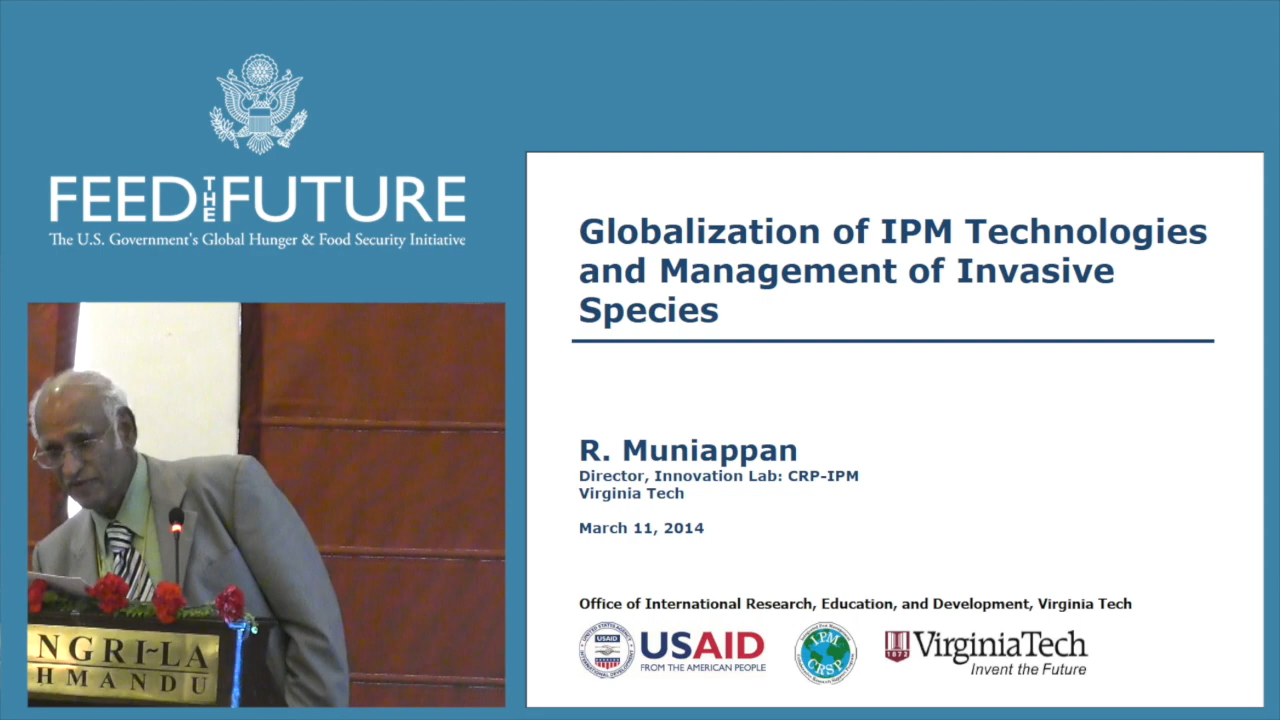 FEED THE FUTURE
The U.S. Government's Global Hunger & Food Security Initiative
NGRI~LA
HMANDU
Globalization of IPM Technologies
and Management of Invasive
Species
R. Muniappan
Director, Innovation Lab: CRP-IPM
Virginia Tech
March 11, 2014
Office of International Research, Education, and Development, Virginia Tech
USAID
USAID
FROM THE AMERICAN PEOPLE
IPM
CRSP
1872
VirginiaTech
Invent the Future